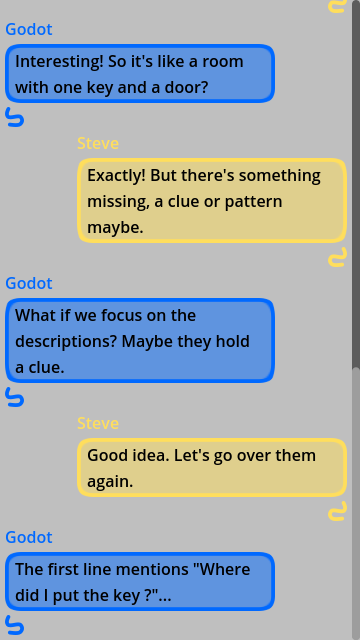 Godot
Interesting! So it's like a room
with one key and a door?
Steve
Exactly! But there's something
missing, a clue or pattern
maybe.
Godot
What if we focus on the
descriptions? Maybe they hold
a clue.
Steve
Good idea. Let's go over them
again.
Godot
The first line mentions "Where
did I put the key ?"...